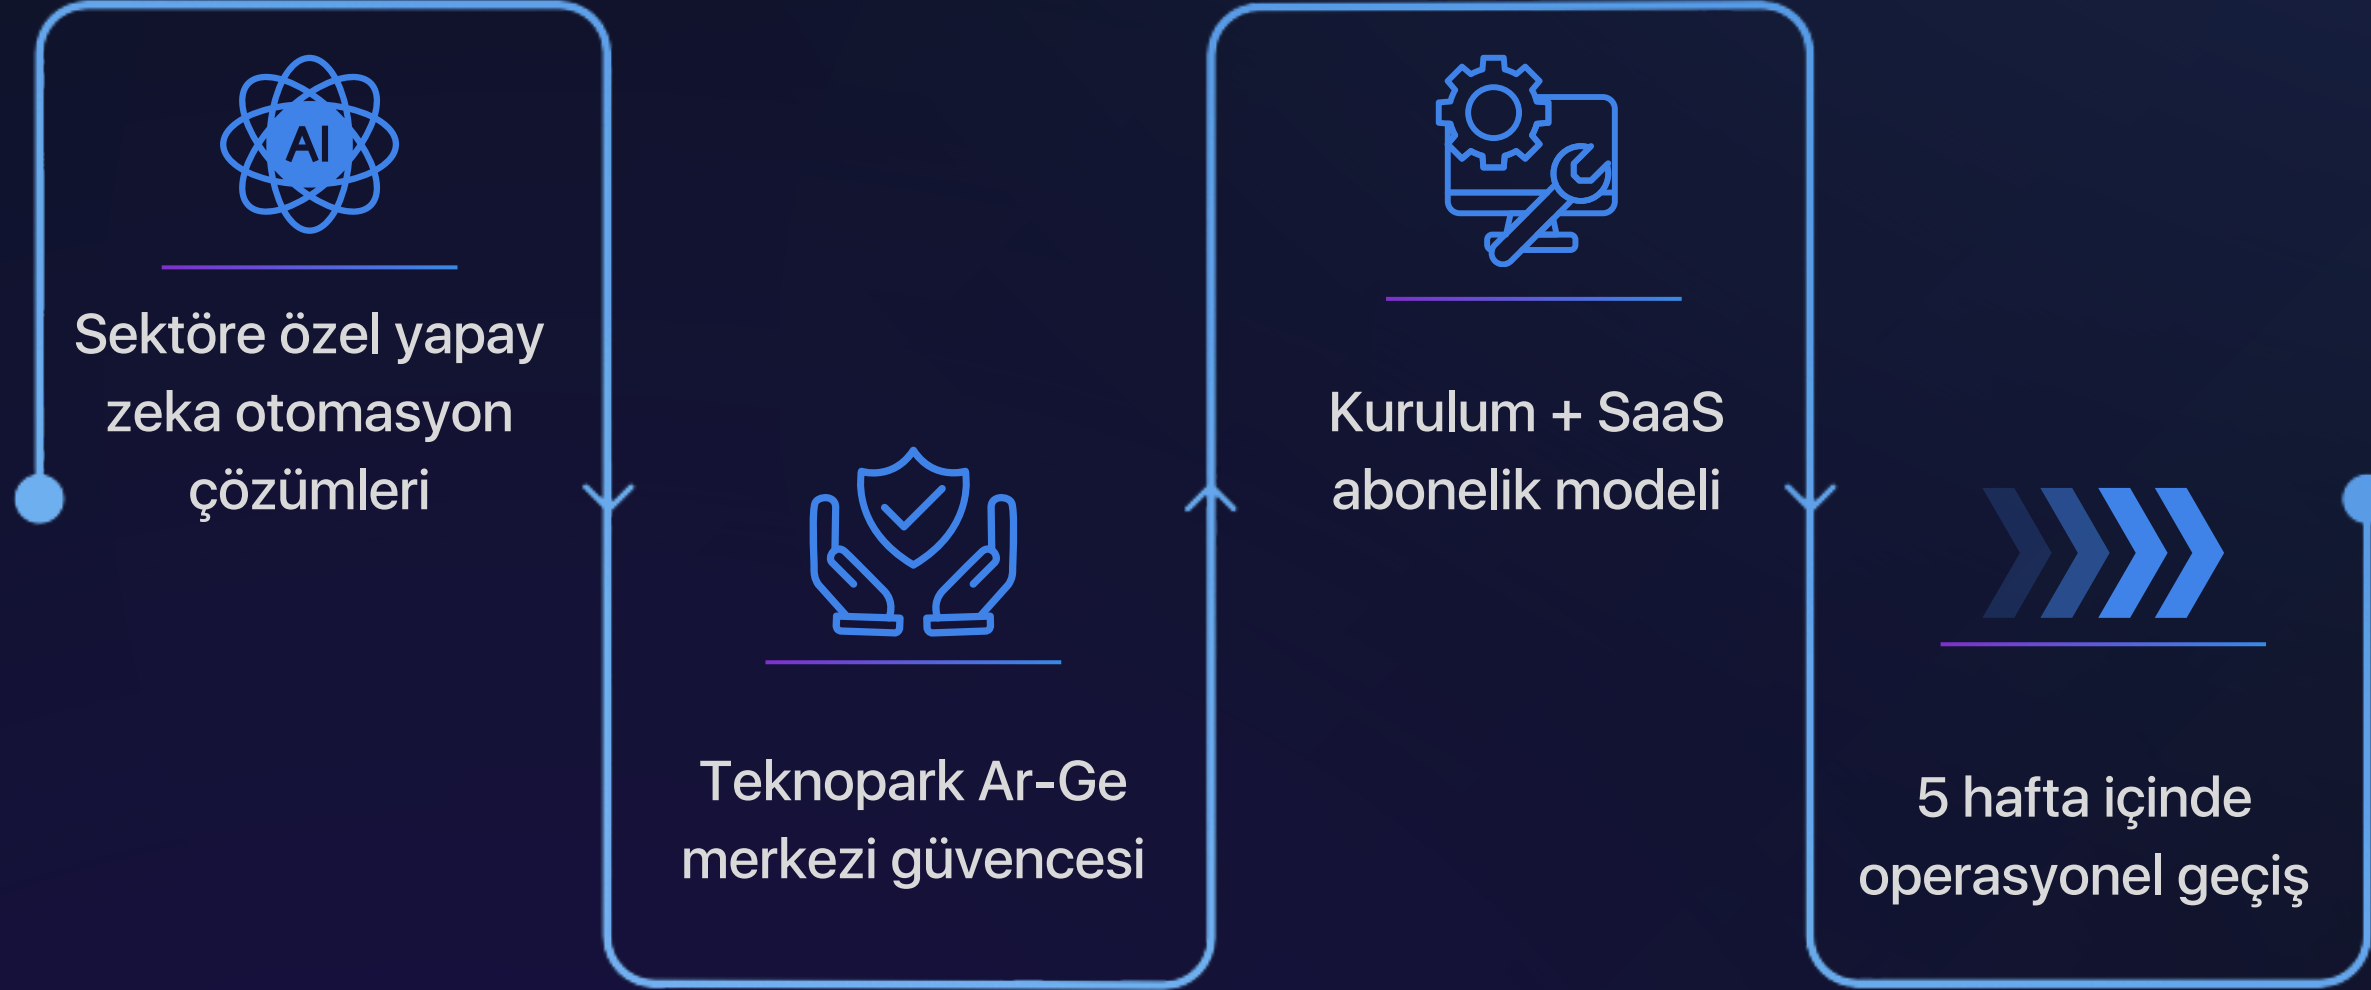 AI
Sektöre özel yapay
zeka otomasyon
çözümleri
Teknopark Ar-Ge
merkezi güvencesi
Kurulum + SaaS
abonelik modeli
5 hafta içinde
operasyonel geçiş